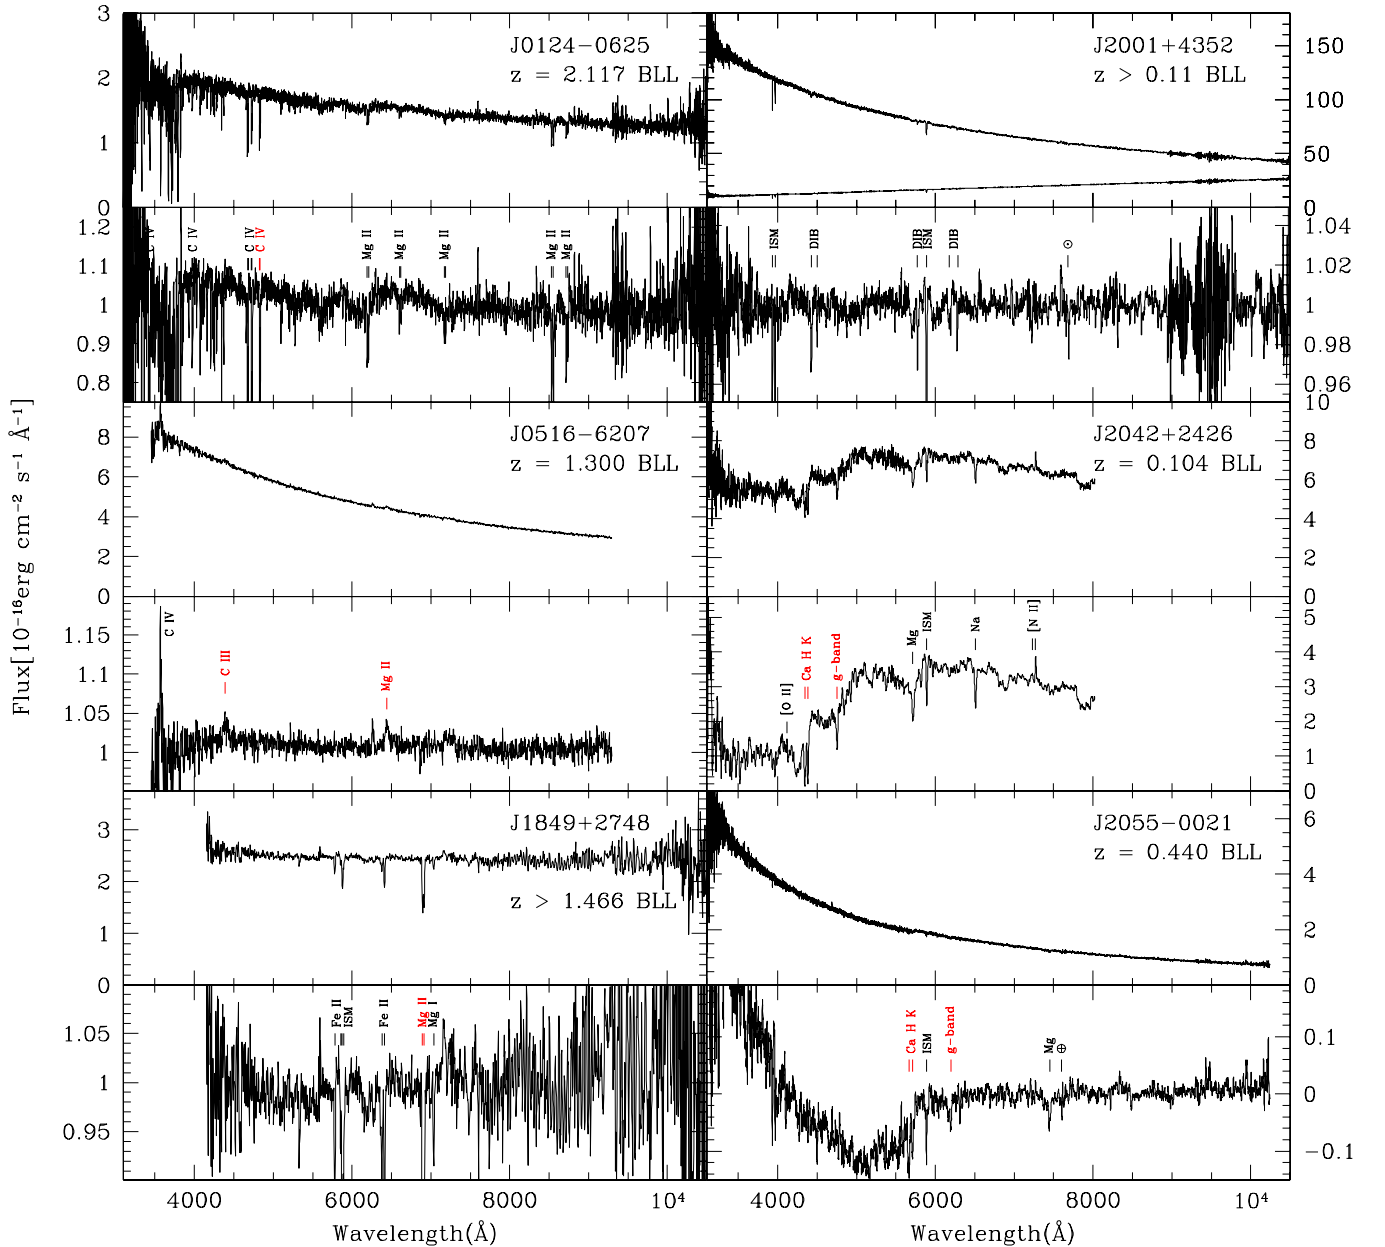 Flux[10⁻¹⁶erg cm⁻² s⁻¹ Å⁻¹]
J0124−0625
z = 2.117 BLL
3
2
1
0
J2001+4352
z > 0.11 BLL
150
100
50
0
C IV
C IV
C IV
C IV
Mg II
Mg II
Mg II
Mg II
Mg II
1.2
1.1
1
0.9
0.8
ISM
DIB
DIB
ISM
DIB
⊙
1.04
1.02
1
0.98
0.96
J0516−6207
z = 1.300 BLL
8
6
4
2
0
J2042+2426
z = 0.104 BLL
10
8
6
4
2
0
C IV
C III
Mg II
1.15
1.1
1.05
1
[O II]
Ca H K
g−band
Mg
ISM
Na
[N II]
5
4
3
2
1
0
J1849+2748
z > 1.466 BLL
3
2
1
0
J2055−0021
z = 0.440 BLL
6
4
2
0
Fe II
ISM
Fe II
Mg II
Mg I
1.05
1
0.95
Ca H K
ISM
g−band
Mg
⊕
0.1
0
−0.1
4000 6000 8000 10⁴
4000 6000 8000 10⁴
Wavelength(Å)
Wavelength(Å)